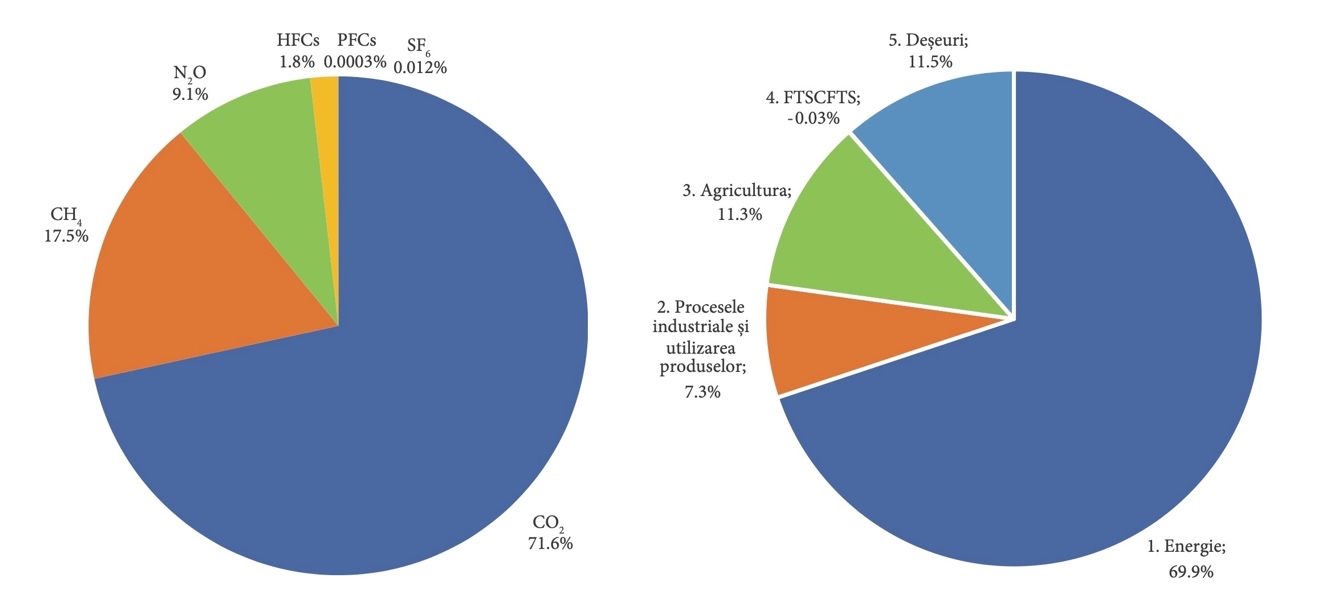 HFCs
1.8%
PFCs
0.0003%
SF₆
0.012%
N₂O
9.1%
CH₄
17.5%
CO₂
71.6%
5. Deșeuri;
11.5%
4. FTSCFTS;
-0.03%
3. Agricultura;
11.3%
2. Procesele
industriale și
utilizarea
produselor;
7.3%
1. Energie;
69.9%